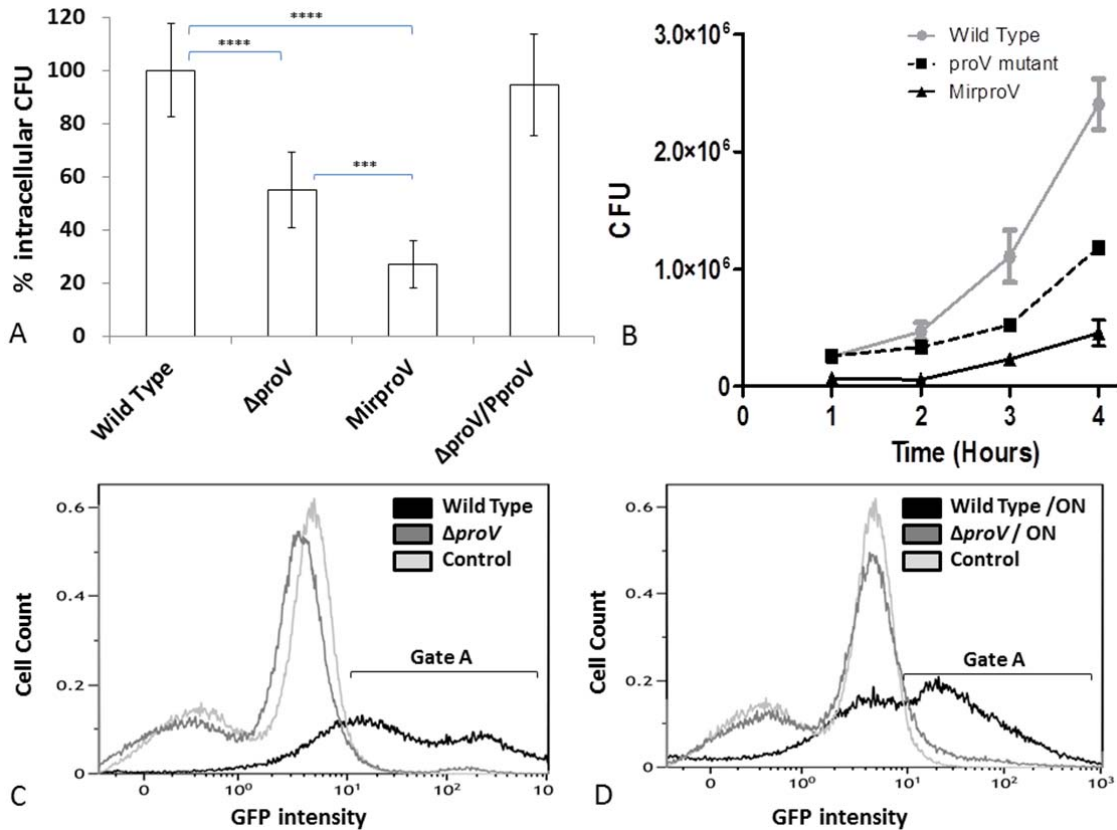 120
100
80
60
40
20
0
% intracellular CFU
****
****
***
Wild Type
ΔproV
MirproV
ΔproV/PproV
A
3.0×10⁶
2.0×10⁶
1.0×10⁶
0
CFU
Wild Type
proV mutant
MirproV
0 1 2 3 4
Time (Hours)
B
0.6
0.4
0.2
0
Cell Count
Wild Type
ΔproV
Control
Gate A
0 10⁰ 10¹ 10² 10
GFP intensity
C
0.6
0.4
0.2
0
Cell Count
Wild Type /ON
ΔproV / ON
Control
Gate A
0 10⁰ 10¹ 10² 10³
GFP intensity
D